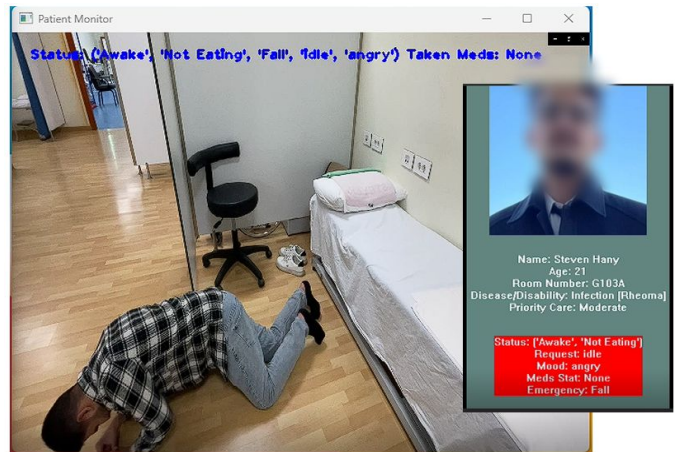 Patient Monitor
Status: ('Awake', 'Not Eating', 'Fall', 'idle', 'angry') Taken Meds: None
Name: Steven Hany
Age: 21
Room Number: G103A
Disease/Disability: Infection [Rheoma]
Priority Care: Moderate
Status: ('Awake', 'Not Eating')
Request: idle
Mood: angry
Meds Stat: None
Emergency: Fall